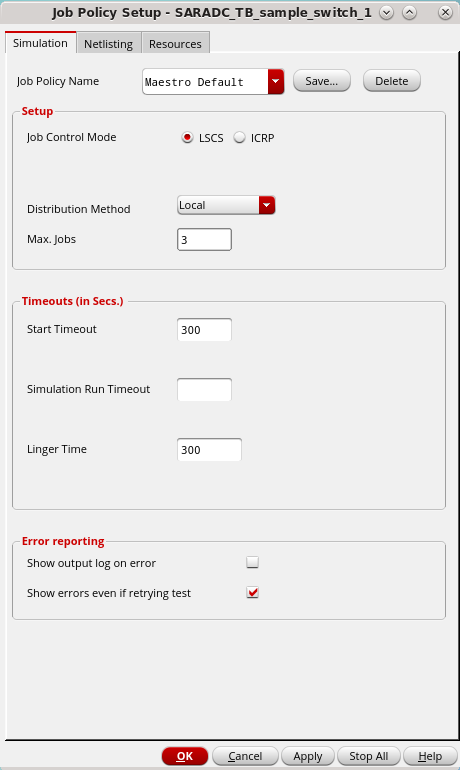 Job Policy Setup - SARADC_TB_sample_switch_1
Simulation Netlisting Resources
Job Policy Name Maestro Default Save... Delete
Setup
Job Control Mode LSCS ICRP
Distribution Method Local
Max. Jobs 3
Timeouts (in Secs.)
Start Timeout 300
Simulation Run Timeout
Linger Time 300
Error reporting
Show output log on error
Show errors even if retrying test
OK Cancel Apply Stop All Help